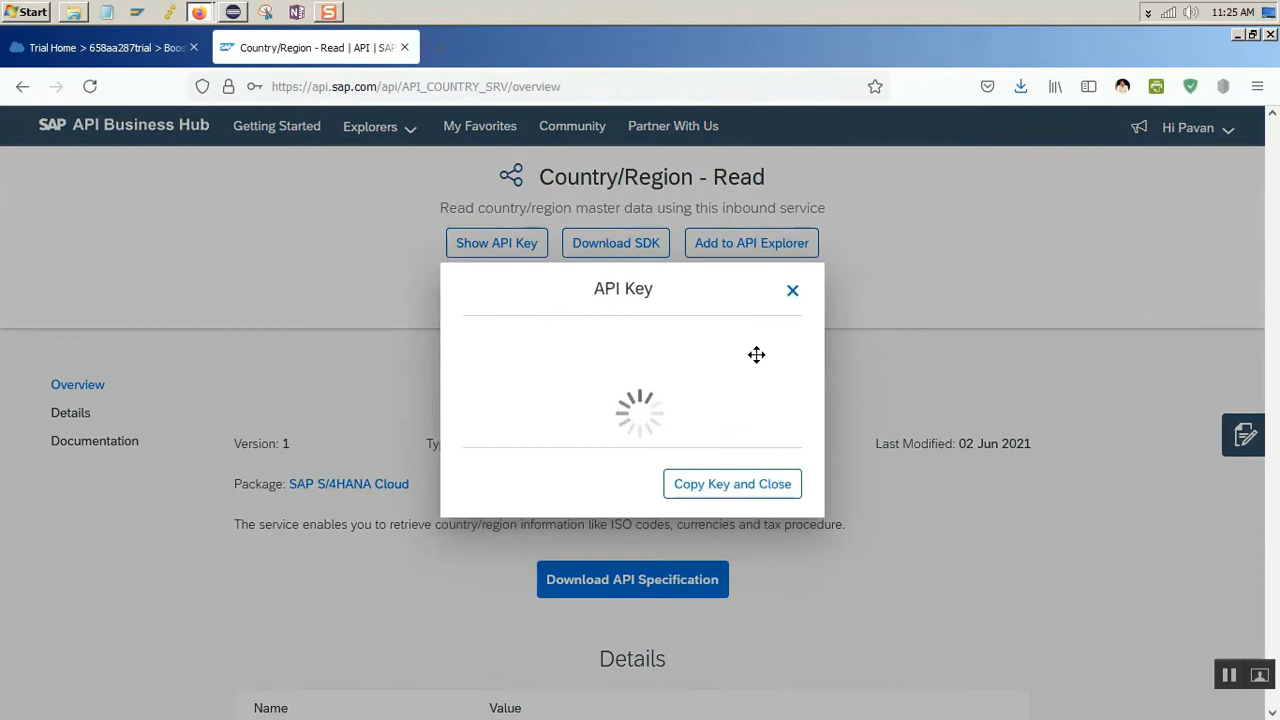 Start
11:25 AM
Trial Home > 658aa287trial > Boos
Country/Region - Read | API | SAP
https://api.sap.com/api/API_COUNTRY_SRV/overview
SAP API Business Hub
Getting Started
Explorers
My Favorites
Community
Partner With Us
Hi Pavan
Country/Region - Read
Read country/region master data using this inbound service
Show API Key
Download SDK
Add to API Explorer
API Key
Overview
Details
Documentation
Version: 1
Ty
Last Modified: 02 Jun 2021
Package: SAP S/4HANA Cloud
Copy Key and Close
The service enables you to retrieve country/region information like ISO codes, currencies and tax procedure.
Download API Specification
Details
Name
Value